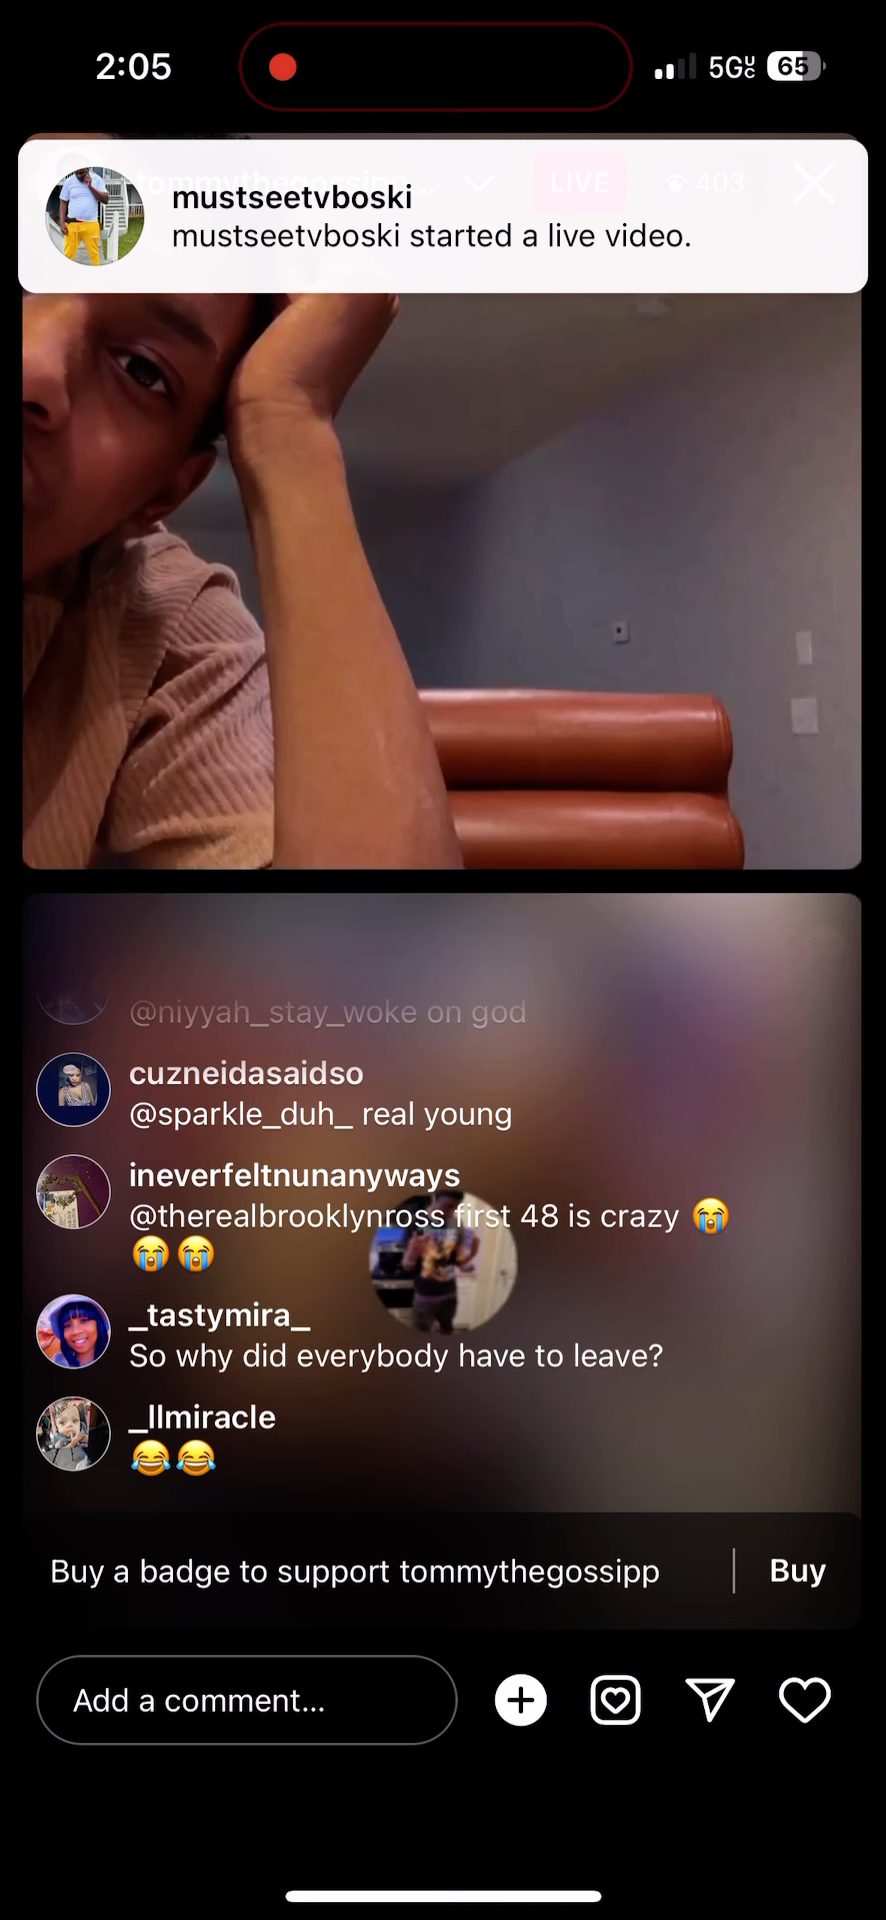 2:05
5GUC
65
tommythegossipp...
LIVE
403
mustseetvboski
mustseetvboski started a live video.
@niyyah_stay_woke on god
cuzneidasaidso
@sparkle_duh_ real young
ineverfeltnunanyways
@therealbrooklynross first 48 is crazy 😭
😭😭
_tastymira_
So why did everybody have to leave?
_llmiracle
😂😂
Buy a badge to support tommythegossipp
Buy
Add a comment...